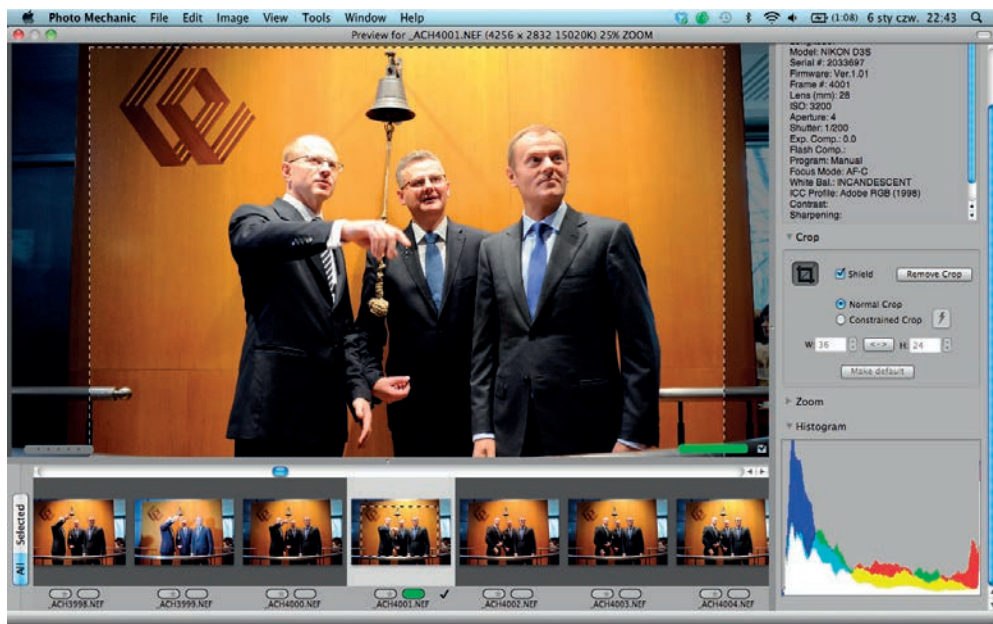 Photo Mechanic File Edit Image View Tools Window Help (1:08) 6 sty czw. 22:43
Preview for _ACH4001.NEF (4256 x 2832 15020K) 25% ZOOM
Model: NIKON D3S
Serial #: 2033697
Firmware: Ver.1.01
Frame #: 4001
Lens (mm): 28
ISO: 3200
Aperture: 4
Shutter: 1/200
Exp. Comp.: 0.0
Flash Comp.:
Program: Manual
Focus Mode: AF-C
White Bal.: INCANDESCENT
ICC Profile: Adobe RGB (1998)
Contrast:
Sharpening:
Crop
Shield Remove Crop
Normal Crop
Constrained Crop
W: 36 <-> H: 24
Make default
Zoom
Histogram
Selected
All
_ACH3998.NEF _ACH3999.NEF _ACH4000.NEF _ACH4001.NEF _ACH4002.NEF _ACH4003.NEF _ACH4004.NEF